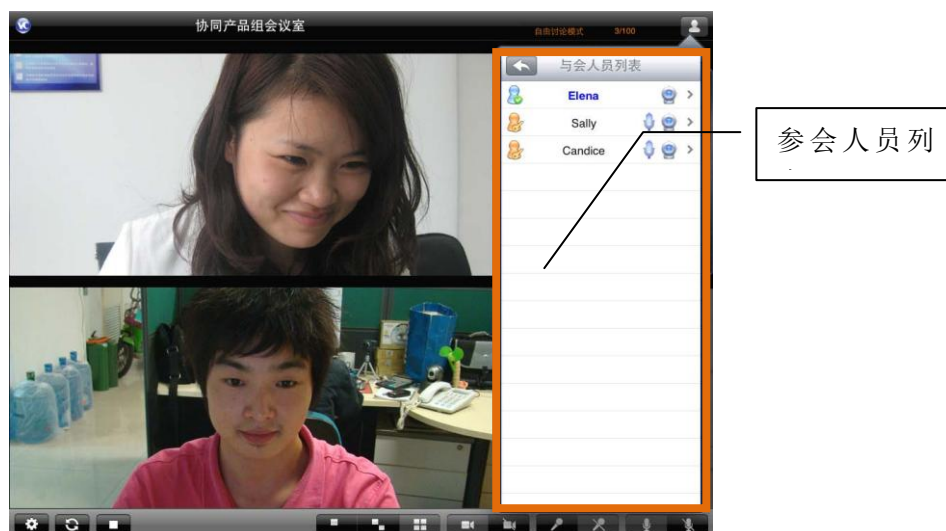 协同产品组会议室
自由讨论模式 3/100
与会人员列表
Elena
Sally
Candice
参会人员列